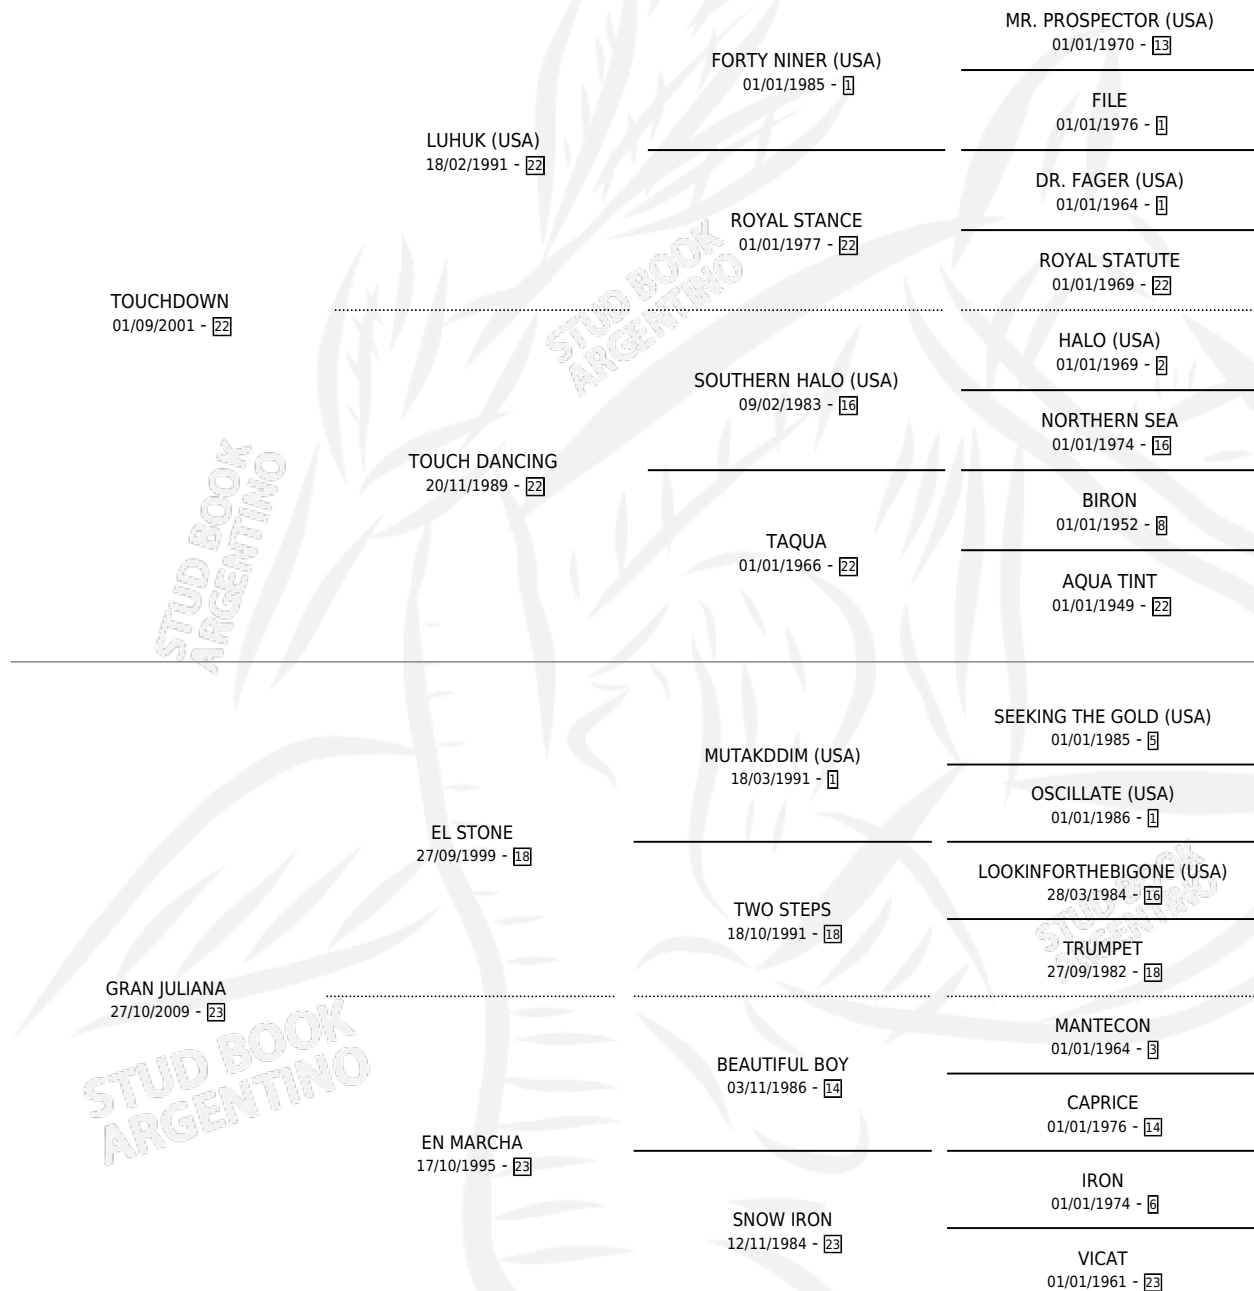 MR. PROSPECTOR (USA)
01/01/1970 - 13
FORTY NINER (USA)
01/01/1985 - 1
FILE
01/01/1976 - 1
LUHUK (USA)
18/02/1991 - 22
DR. FAGER (USA)
01/01/1964 - 1
ROYAL STANCE
01/01/1977 - 22
ROYAL STATUTE
01/01/1969 - 22
TOUCHDOWN
01/09/2001 - 22
HALO (USA)
01/01/1969 - 2
SOUTHERN HALO (USA)
09/02/1983 - 16
NORTHERN SEA
01/01/1974 - 16
TOUCH DANCING
20/11/1989 - 22
BIRON
01/01/1952 - 8
TAQUA
01/01/1966 - 22
AQUA TINT
01/01/1949 - 22
STUD BOOK
ARGENTINO
STUD BOOK
ARGENTINO
SEEKING THE GOLD (USA)
01/01/1985 - 5
MUTAKDDIM (USA)
18/03/1991 - 1
OSCILLATE (USA)
01/01/1986 - 1
EL STONE
27/09/1999 - 18
LOOKINFORTHEBIGONE (USA)
28/03/1984 - 16
TWO STEPS
18/10/1991 - 18
TRUMPET
27/09/1982 - 18
GRAN JULIANA
27/10/2009 - 23
MANTECON
01/01/1964 - 3
BEAUTIFUL BOY
03/11/1986 - 14
CAPRICE
01/01/1976 - 14
EN MARCHA
17/10/1995 - 23
IRON
01/01/1974 - 6
SNOW IRON
12/11/1984 - 23
VICAT
01/01/1961 - 23
STUD BOOK
ARGENTINO
STUD BOOK
ARGENTINO